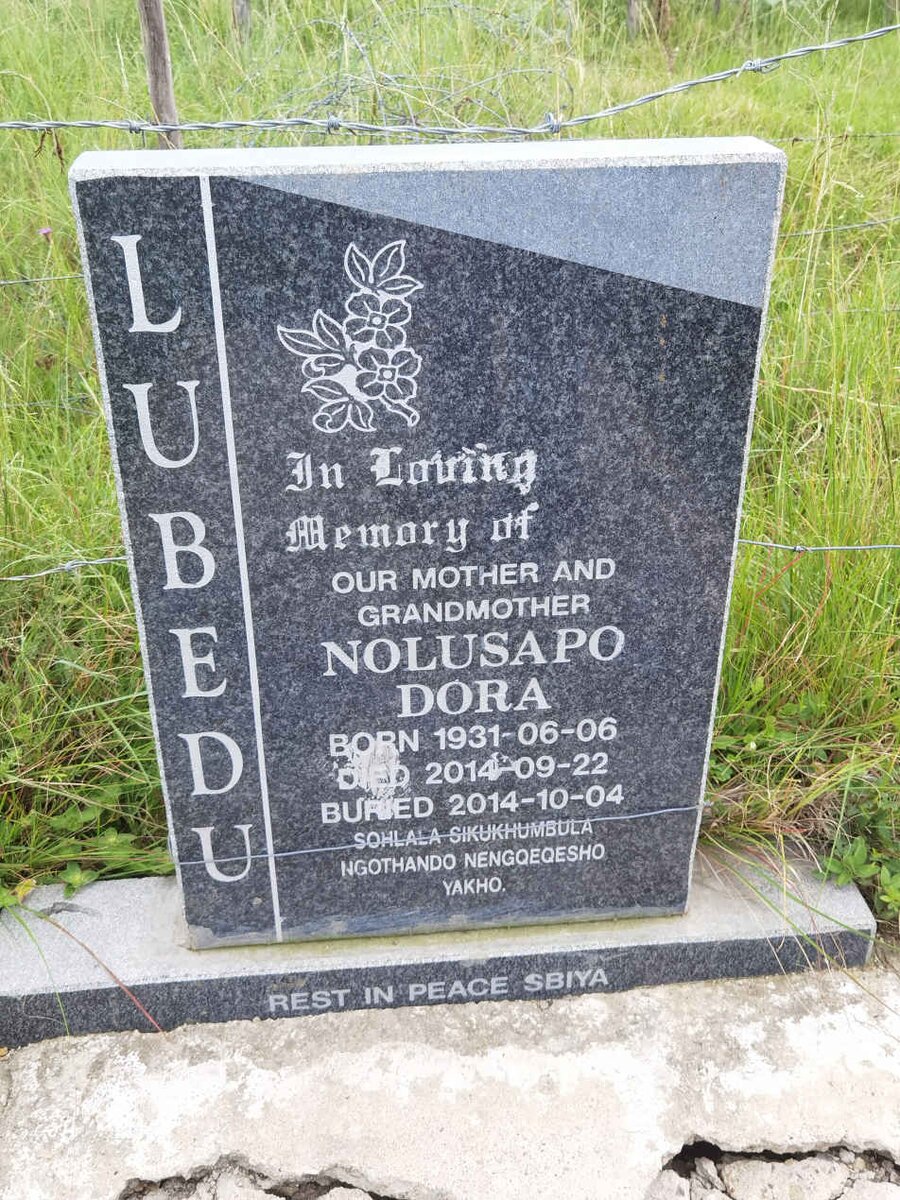 LUBEDU
In Loving
Memory of
OUR MOTHER AND
GRANDMOTHER
NOLUSAPO
DORA
BORN 1931-06-06
DIED 2014-09-22
BURIED 2014-10-04
SOHLALA SIKUKHUMBULA
NGOTHANDO NENGQEQESHO
YAKHO.
REST IN PEACE SBIYA